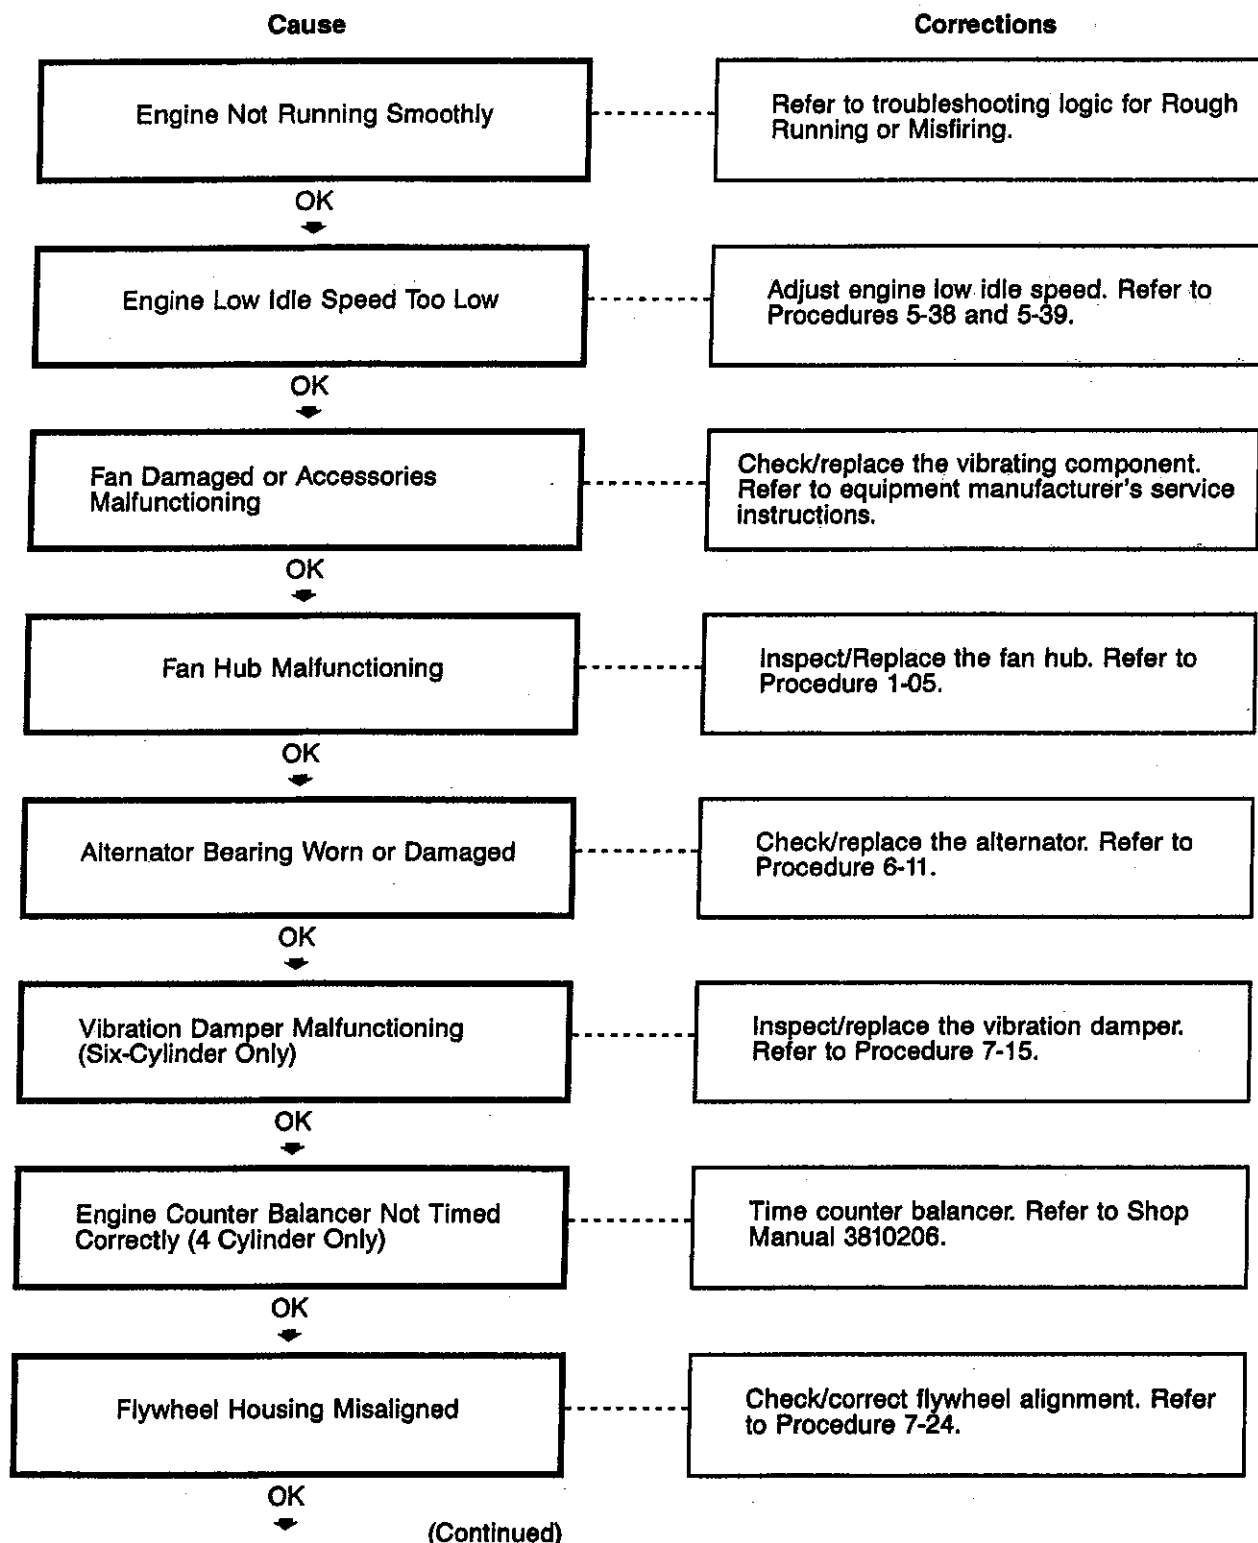 Cause
Corrections
Engine Not Running Smoothly
Refer to troubleshooting logic for Rough
Running or Misfiring.
OK
Engine Low Idle Speed Too Low
Adjust engine low idle speed. Refer to
Procedures 5-38 and 5-39.
OK
Fan Damaged or Accessories
Malfunctioning
Check/replace the vibrating component.
Refer to equipment manufacturer's service
instructions.
OK
Fan Hub Malfunctioning
Inspect/Replace the fan hub. Refer to
Procedure 1-05.
OK
Alternator Bearing Worn or Damaged
Check/replace the alternator. Refer to
Procedure 6-11.
OK
Vibration Damper Malfunctioning
(Six-Cylinder Only)
Inspect/replace the vibration damper.
Refer to Procedure 7-15.
OK
Engine Counter Balancer Not Timed
Correctly (4 Cylinder Only)
Time counter balancer. Refer to Shop
Manual 3810206.
OK
Flywheel Housing Misaligned
Check/correct flywheel alignment. Refer
to Procedure 7-24.
OK
(Continued)